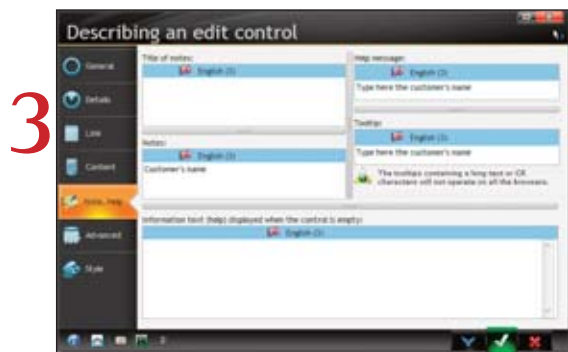 3
Describing an edit control
General
Details
Link
Content
Note, Help
Advanced
Style
Title of notes:
English (3)
Notes:
English (3)
Customer's name
Help message:
English (3)
Type here the customer's name
Tooltip:
English (3)
Type here the customer's name
The tooltips containing a long text or CR
characters will not operate on all the browsers.
Information text (help) displayed when the control is empty:
English (3)